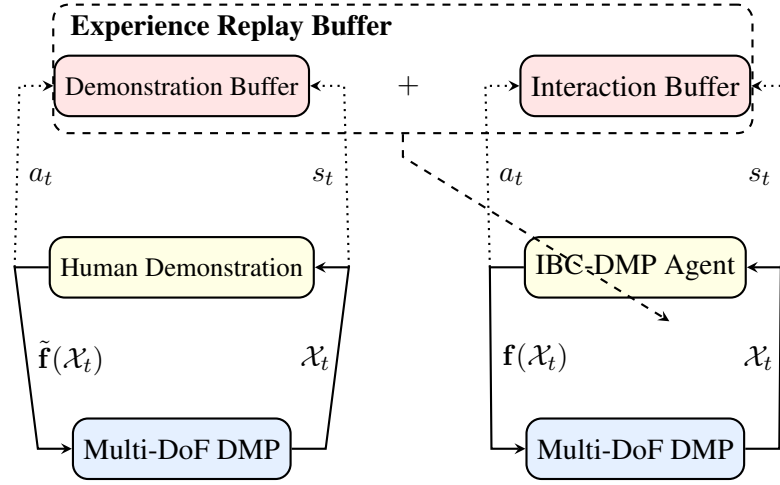 Experience Replay Buffer
Demonstration Buffer
+
Interaction Buffer
a_t
s_t
a_t
s_t
Human Demonstration
IBC-DMP Agent
f̃(𝒳_t)
𝒳_t
f(𝒳_t)
𝒳_t
Multi-DoF DMP
Multi-DoF DMP